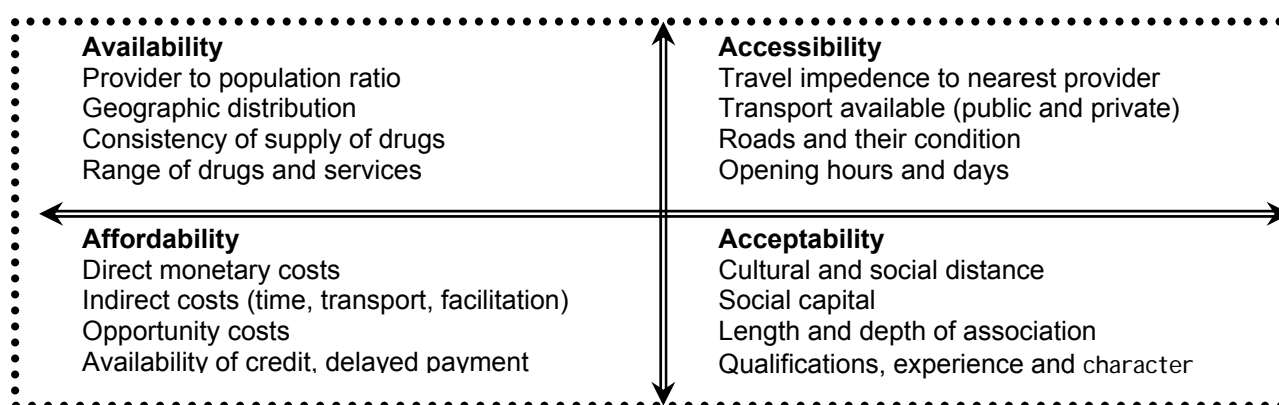 Availability
Provider to population ratio
Geographic distribution
Consistency of supply of drugs
Range of drugs and services
Accessibility
Travel impedence to nearest provider
Transport available (public and private)
Roads and their condition
Opening hours and days
Affordability
Direct monetary costs
Indirect costs (time, transport, facilitation)
Opportunity costs
Availability of credit, delayed payment
Acceptability
Cultural and social distance
Social capital
Length and depth of association
Qualifications, experience and character